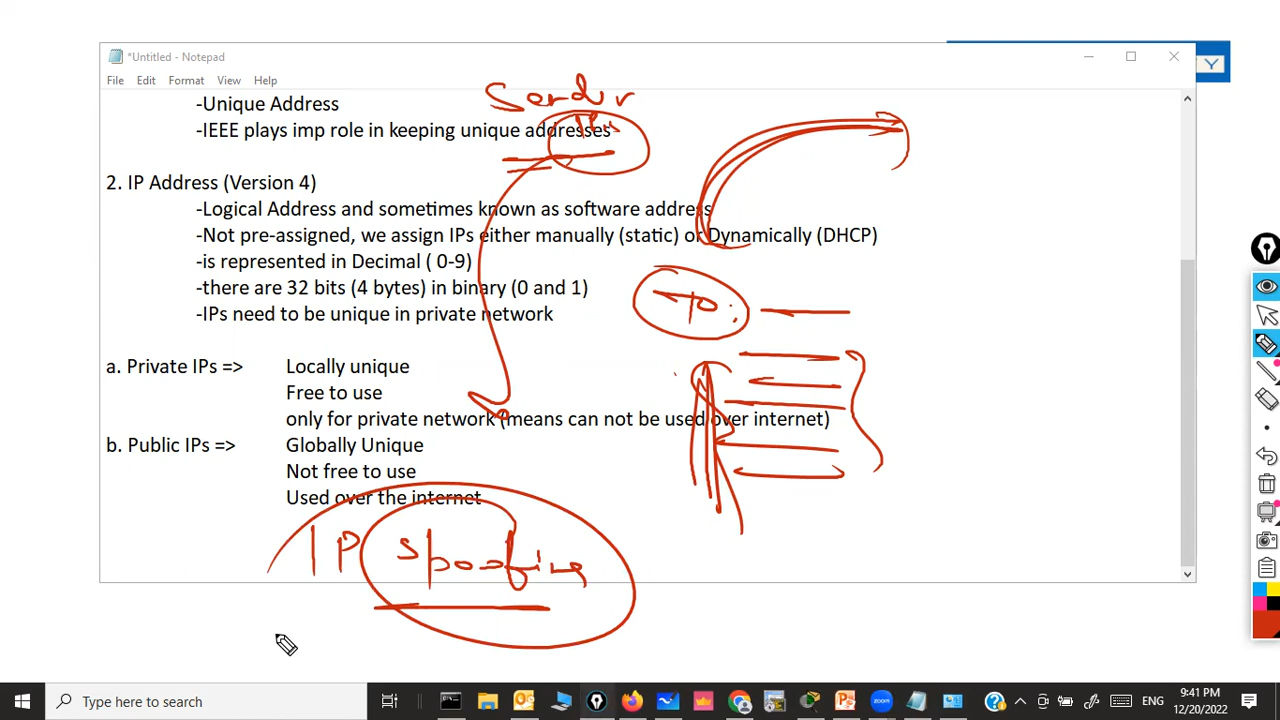 *Untitled - Notepad
Y
File Edit Format View Help
Sender
-Unique Address
-IEEE plays imp role in keeping unique addresses
2. IP Address (Version 4)
-Logical Address and sometimes known as software address
-Not pre-assigned, we assign IPs either manually (static) or Dynamically (DHCP)
-is represented in Decimal ( 0-9)
-there are 32 bits (4 bytes) in binary (0 and 1)
-IPs need to be unique in private network
a. Private IPs => Locally unique
Free to use
only for private network (means can not be used over internet)
b. Public IPs => Globally Unique
Not free to use
Used over the internet
IP spoofing
Type here to search
ENG
9:41 PM
12/20/2022